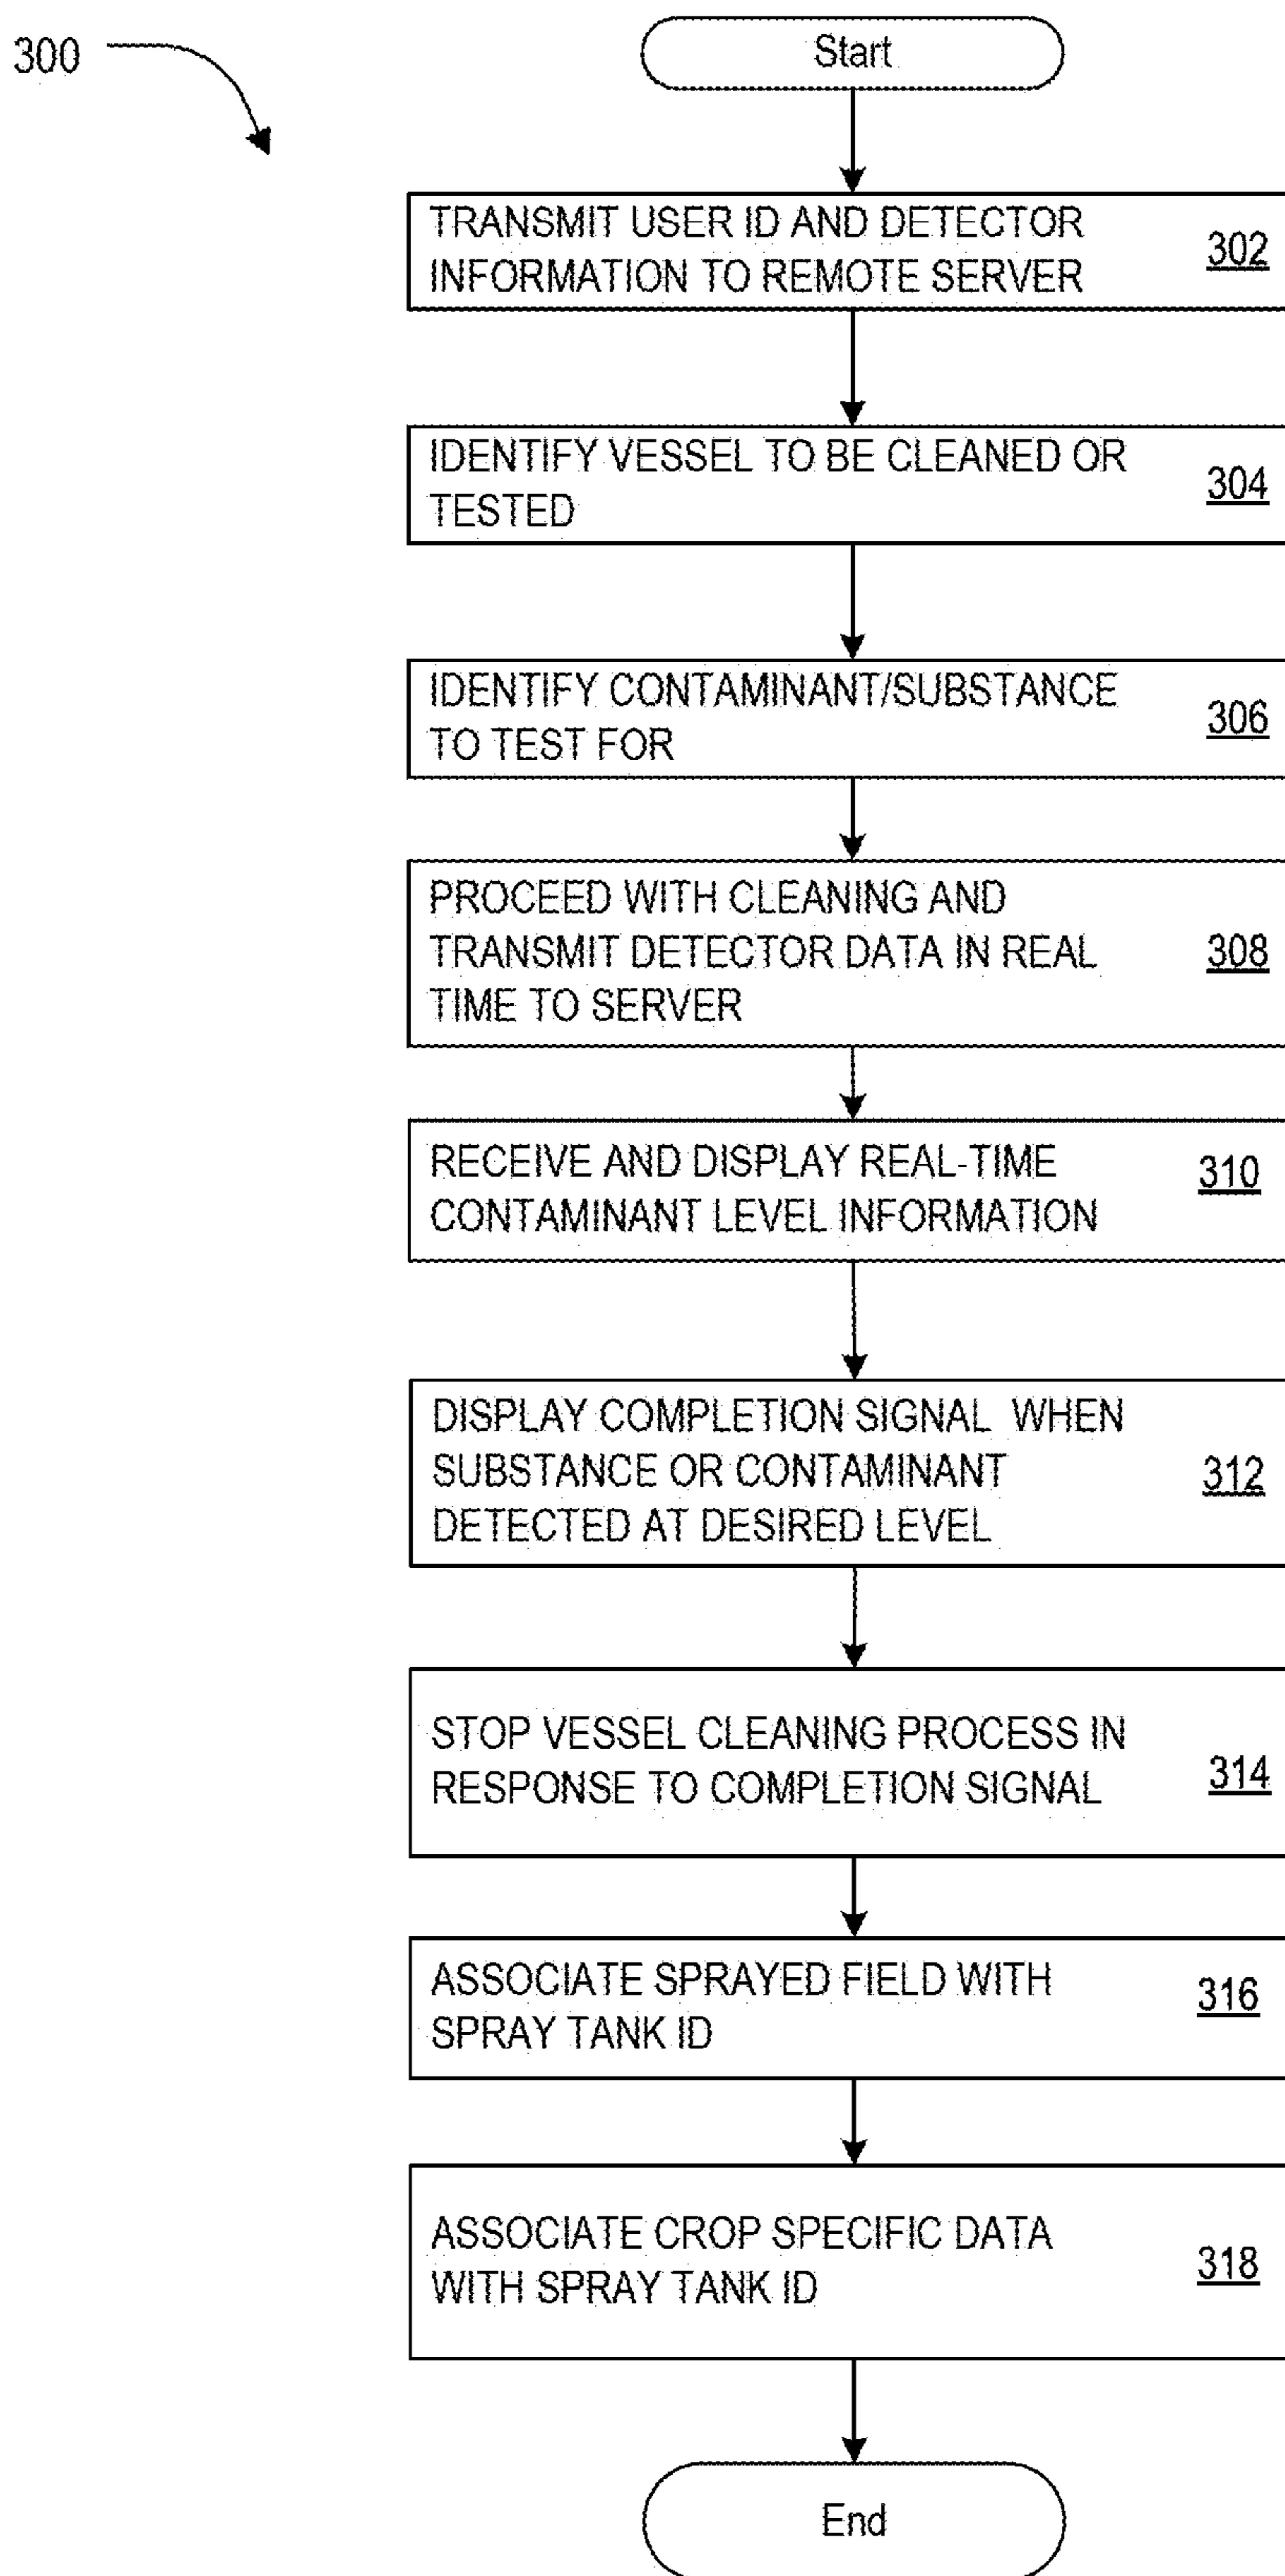 300
Start
TRANSMIT USER ID AND DETECTOR
INFORMATION TO REMOTE SERVER
302
IDENTIFY VESSEL TO BE CLEANED OR
TESTED
304
IDENTIFY CONTAMINANT/SUBSTANCE
TO TEST FOR
306
PROCEED WITH CLEANING AND
TRANSMIT DETECTOR DATA IN REAL
TIME TO SERVER
308
RECEIVE AND DISPLAY REAL-TIME
CONTAMINANT LEVEL INFORMATION
310
DISPLAY COMPLETION SIGNAL WHEN
SUBSTANCE OR CONTAMINANT
DETECTED AT DESIRED LEVEL
312
STOP VESSEL CLEANING PROCESS IN
RESPONSE TO COMPLETION SIGNAL
314
ASSOCIATE SPRAYED FIELD WITH
SPRAY TANK ID
316
ASSOCIATE CROP SPECIFIC DATA
WITH SPRAY TANK ID
318
End